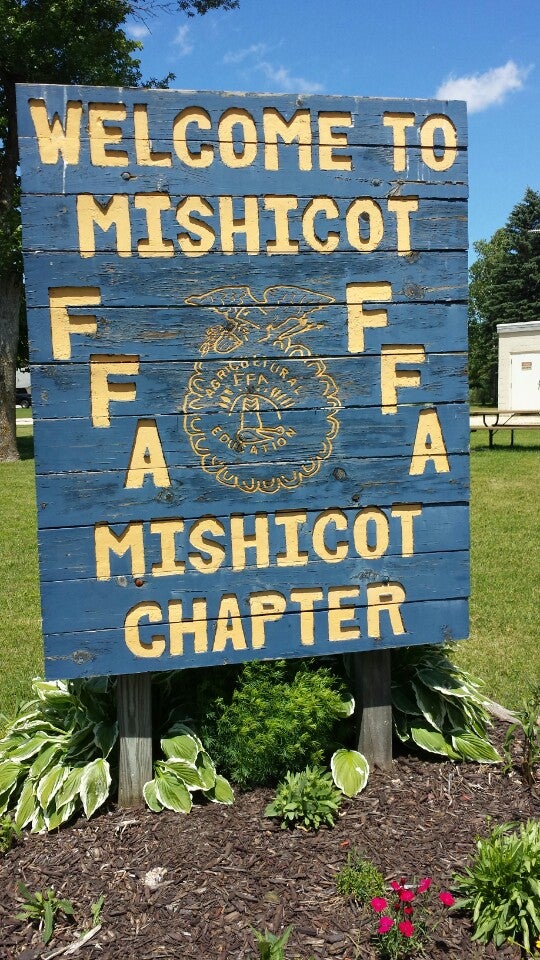 WELCOME TO
MISHICOT
F F
F F
A A
AGRICULTURAL
FFA
EDUCATION
MISHICOT
CHAPTER